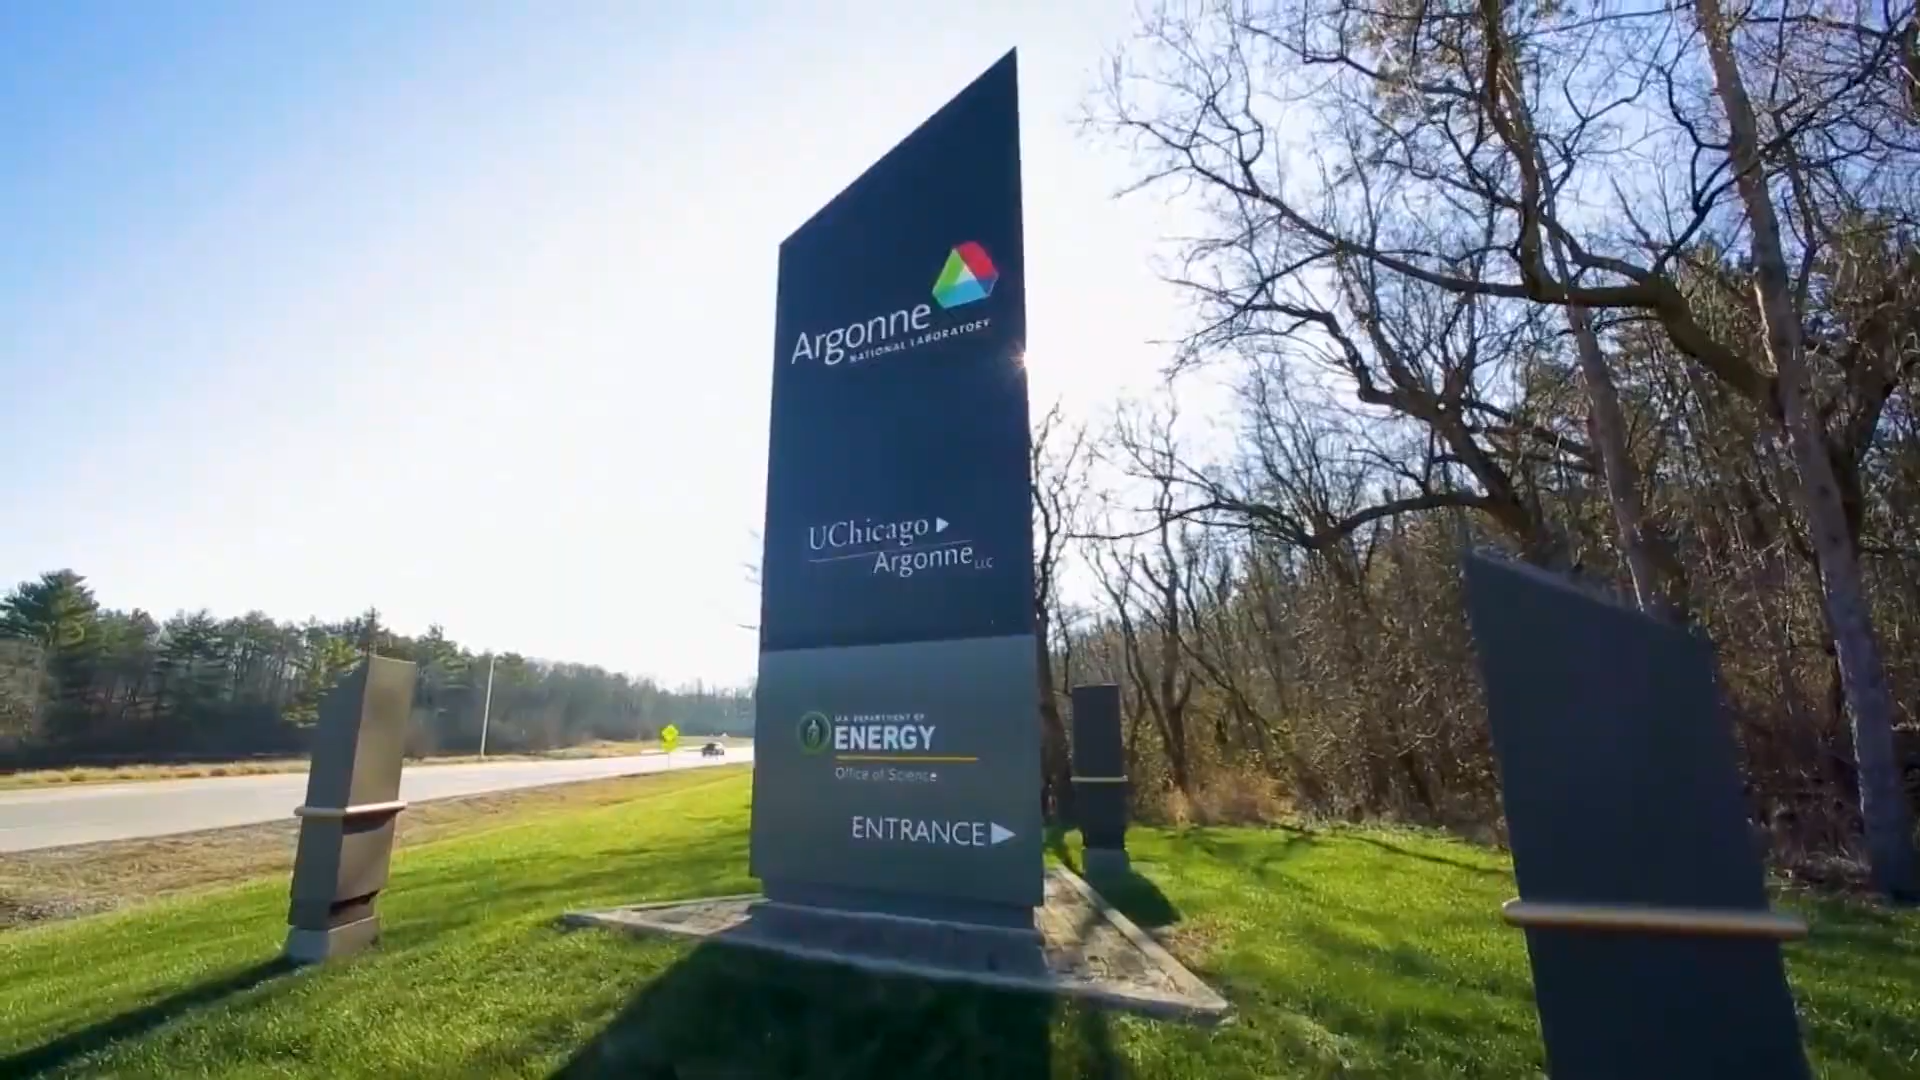 Argonne
NATIONAL LABORATORY
UChicago
Argonne LLC
U.S. DEPARTMENT OF
ENERGY
Office of Science
ENTRANCE